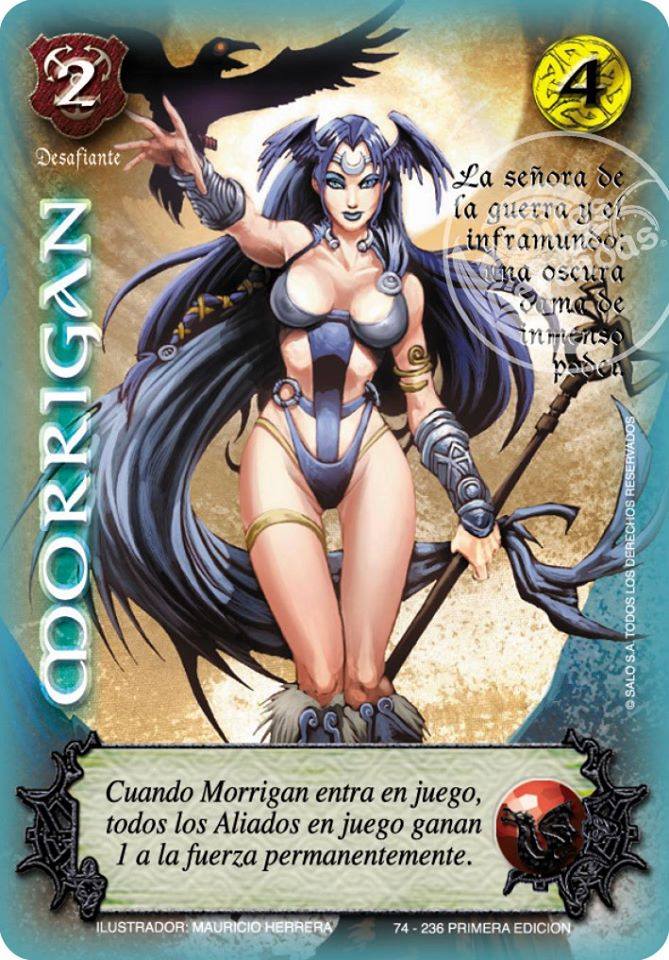 2
4
Desafiante
MORRIGAN
La señora de
la guerra y el
inframundo;
una oscura
dama de
inmenso
poder
© SALO S.A. TODOS LOS DERECHOS RESERVADOS
Cuando Morrigan entra en juego,
todos los Aliados en juego ganan
1 a la fuerza permanentemente.
ILUSTRADOR: MAURICIO HERRERA
74 - 236 PRIMERA EDICION